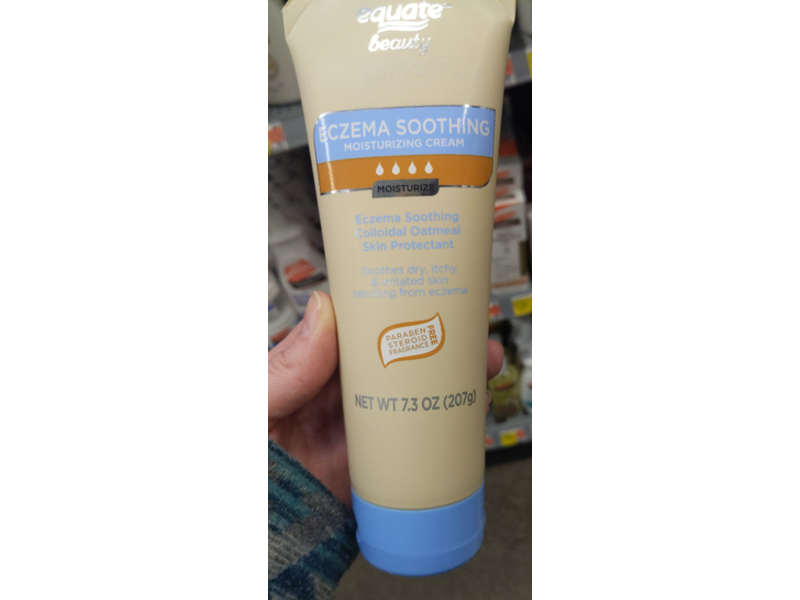 equate
beauty
ECZEMA SOOTHING
MOISTURIZING CREAM
MOISTURIZE
Eczema Soothing
Colloidal Oatmeal
Skin Protectant
Soothes dry, itchy
& irritated skin
resulting from eczema
PARABEN
STEROID
FRAGRANCE
FREE
NET WT 7.3 OZ (207g)